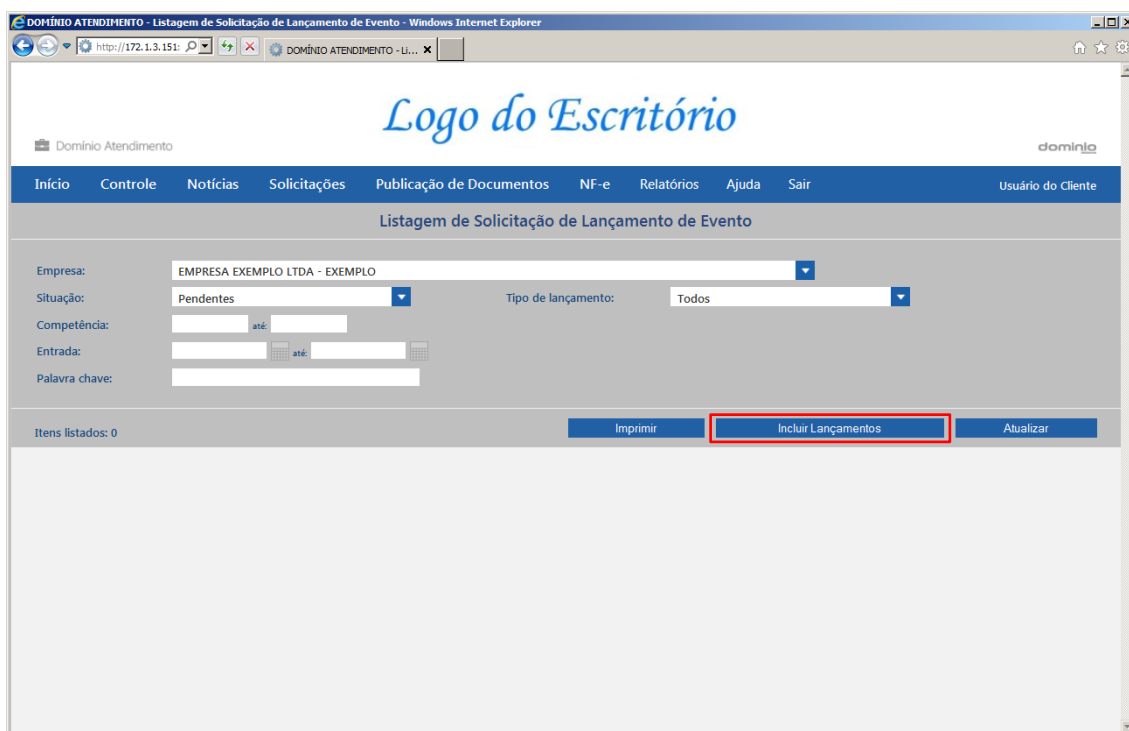 DOMÍNIO ATENDIMENTO - Listagem de Solicitação de Lançamento de Evento - Windows Internet Explorer
http://172.1.3.151: DOMÍNIO ATENDIMENTO - Li...
Logo do Escritório
Domínio Atendimento
domínio
Início Controle Notícias Solicitações Publicação de Documentos NF-e Relatórios Ajuda Sair Usuário do Cliente
Listagem de Solicitação de Lançamento de Evento
Empresa: EMPRESA EXEMPLO LTDA - EXEMPLO
Situação: Pendentes Tipo de lançamento: Todos
Competência: até:
Entrada: até:
Palavra chave:
Itens listados: 0 Imprimir Incluir Lançamentos Atualizar